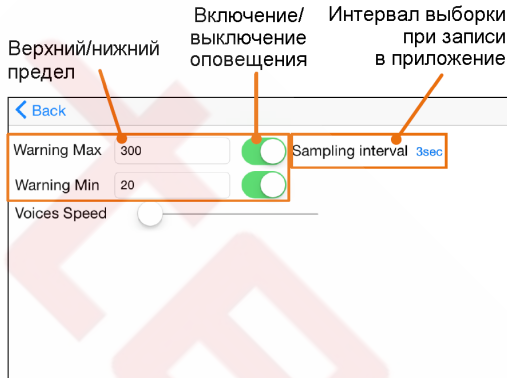 Верхний/нижний
предел
Включение/
выключение
оповещения
Интервал выборки
при записи
в приложение
Back
Warning Max 300 Sampling interval 3sec
Warning Min 20
Voices Speed